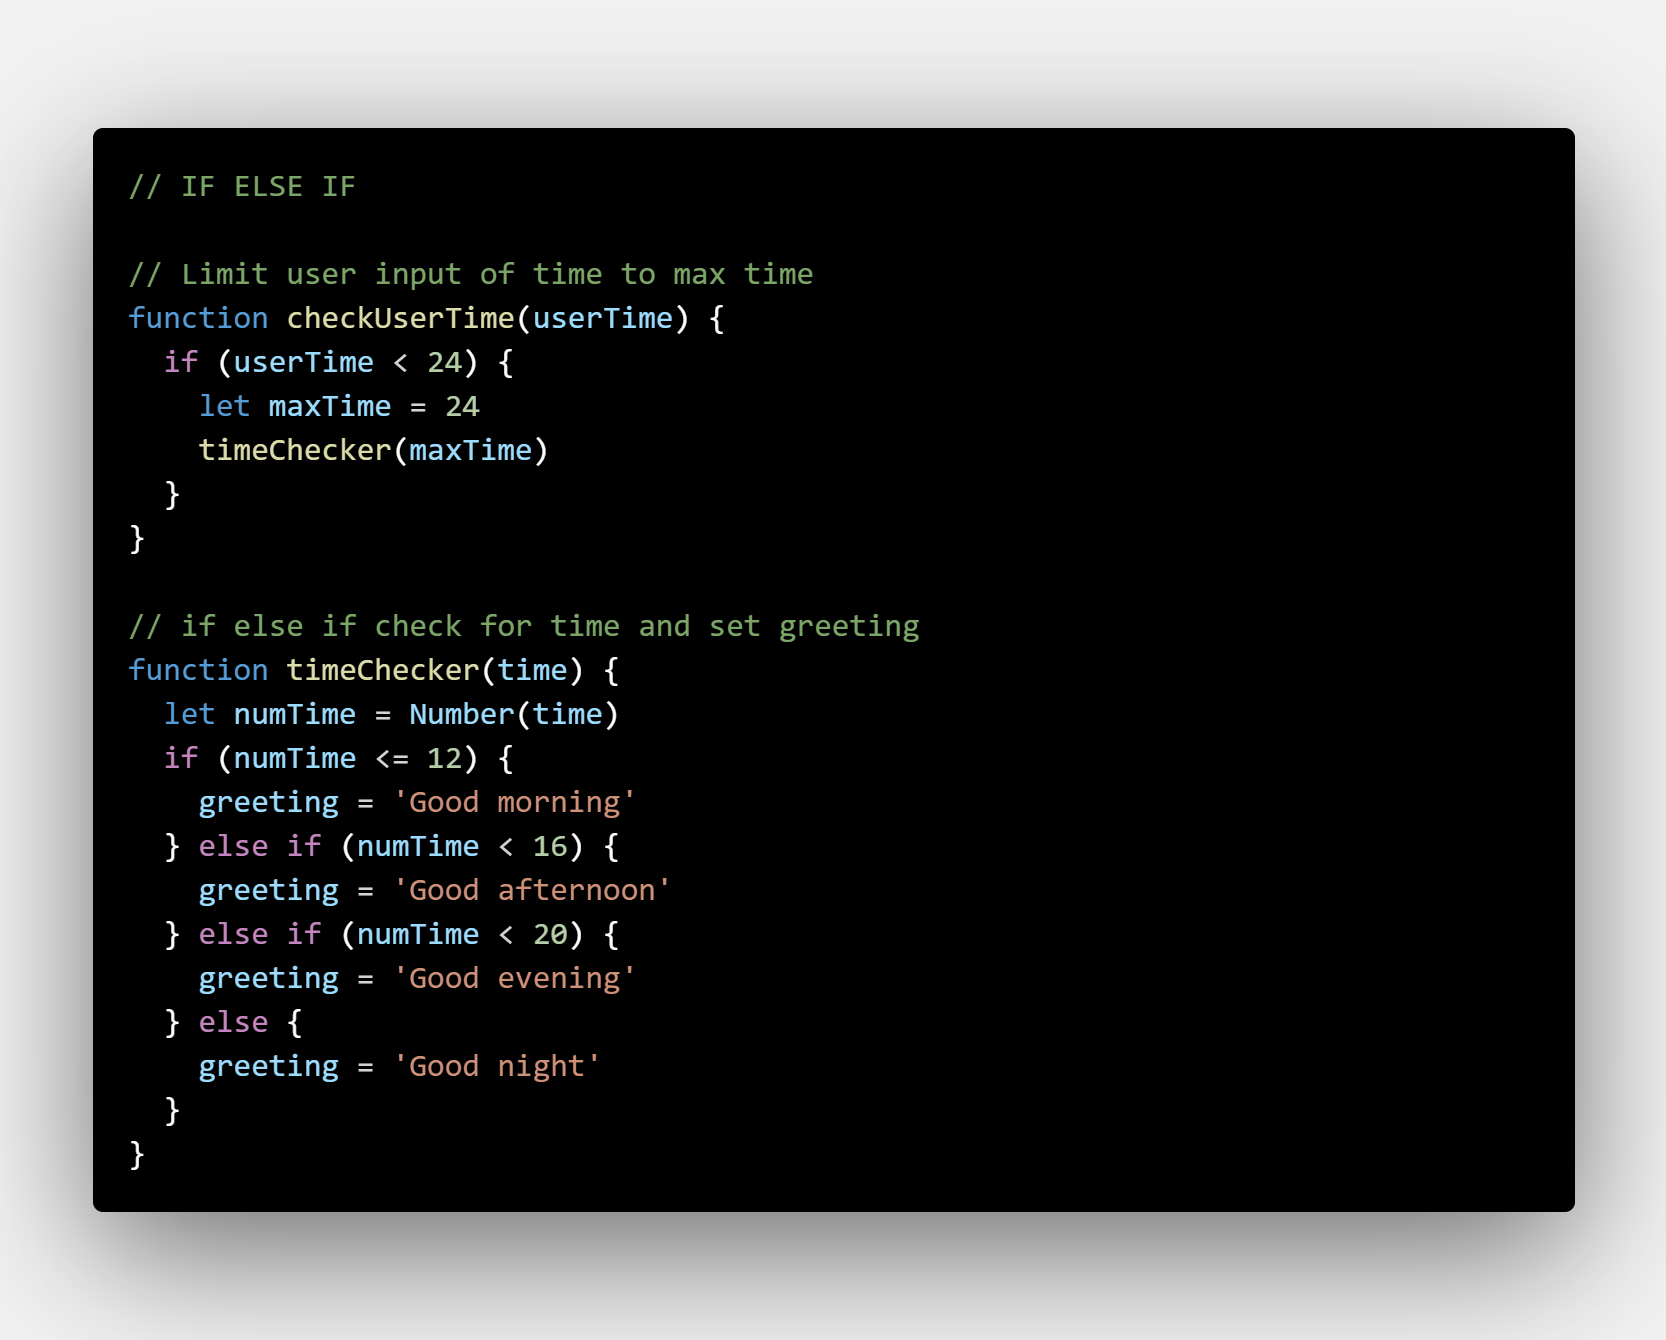 // IF ELSE IF

// Limit user input of time to max time
function checkUserTime(userTime) {
  if (userTime < 24) {
    let maxTime = 24
    timeChecker(maxTime)
  }
}

// if else if check for time and set greeting
function timeChecker(time) {
  let numTime = Number(time)
  if (numTime <= 12) {
    greeting = 'Good morning'
  } else if (numTime < 16) {
    greeting = 'Good afternoon'
  } else if (numTime < 20) {
    greeting = 'Good evening'
  } else {
    greeting = 'Good night'
  }
}